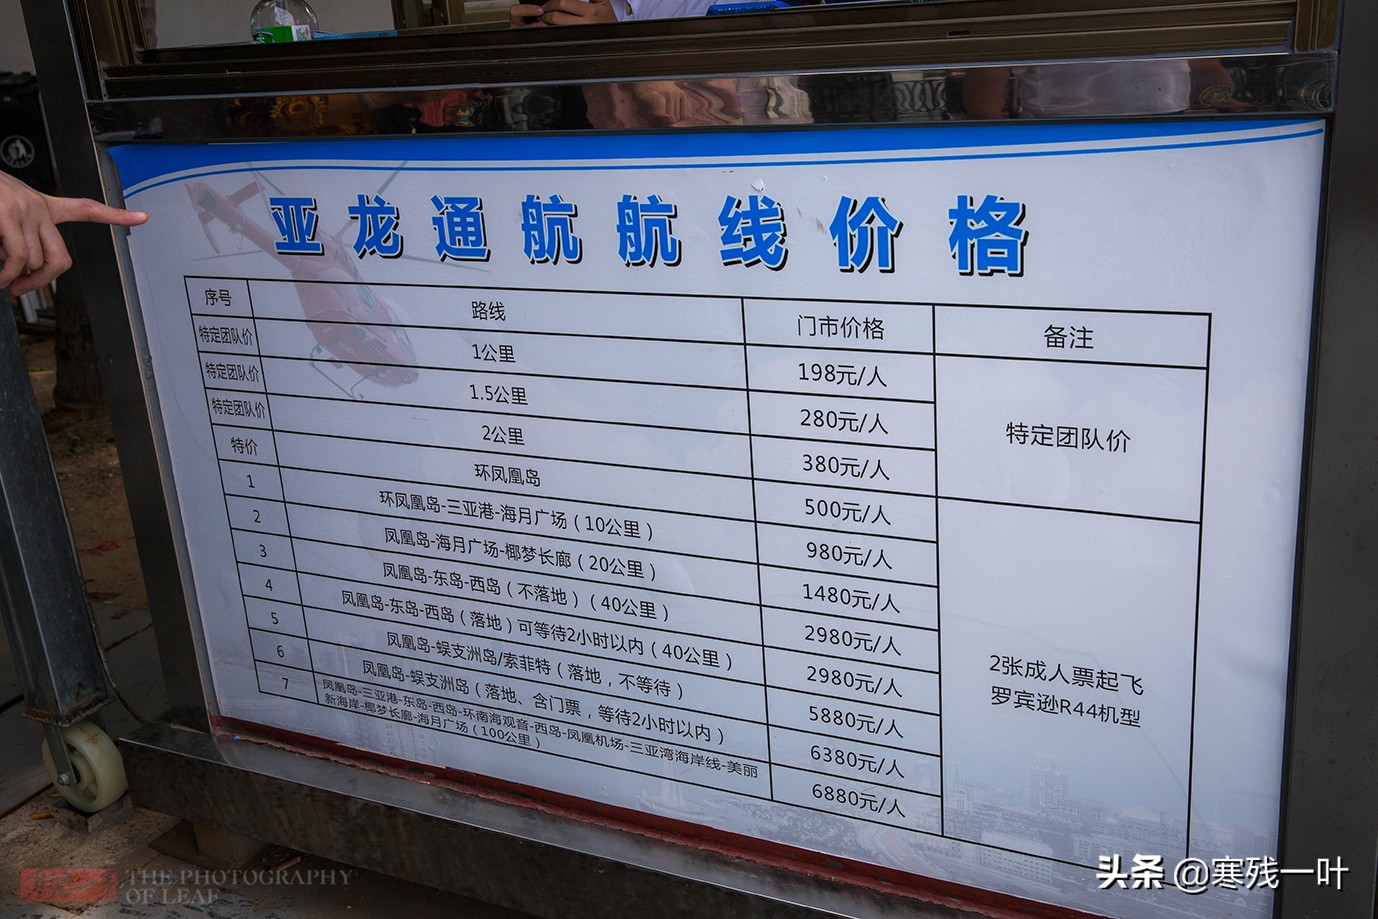 亚龙通航航线价格
序号 路线 门市价格 备注
特定团队价 1公里 198元/人 特定团队价
特定团队价 1.5公里 280元/人
特定团队价 2公里 380元/人
特价 环凤凰岛 500元/人
1 环凤凰岛-三亚港-海月广场（10公里） 980元/人
2 凤凰岛-海月广场-椰梦长廊（20公里） 1480元/人
3 凤凰岛-东岛-西岛（不落地）（40公里） 2980元/人
4 凤凰岛-东岛-西岛（落地）可等待2小时以内（40公里） 2980元/人
5 凤凰岛-蜈支洲岛/索菲特（落地，不等待） 5880元/人
6 凤凰岛-蜈支洲岛（落地、含门票，等待2小时以内） 6380元/人
7 凤凰岛-三亚港-东岛-西岛-环南海观音-西岛-凤凰机场-三亚湾海岸线-美丽
新海岸-椰梦长廊-海月广场（100公里） 6880元/人
2张成人票起飞
罗宾逊R44机型
THE PHOTOGRAPHY
OF LEAF
头条 @寒残一叶